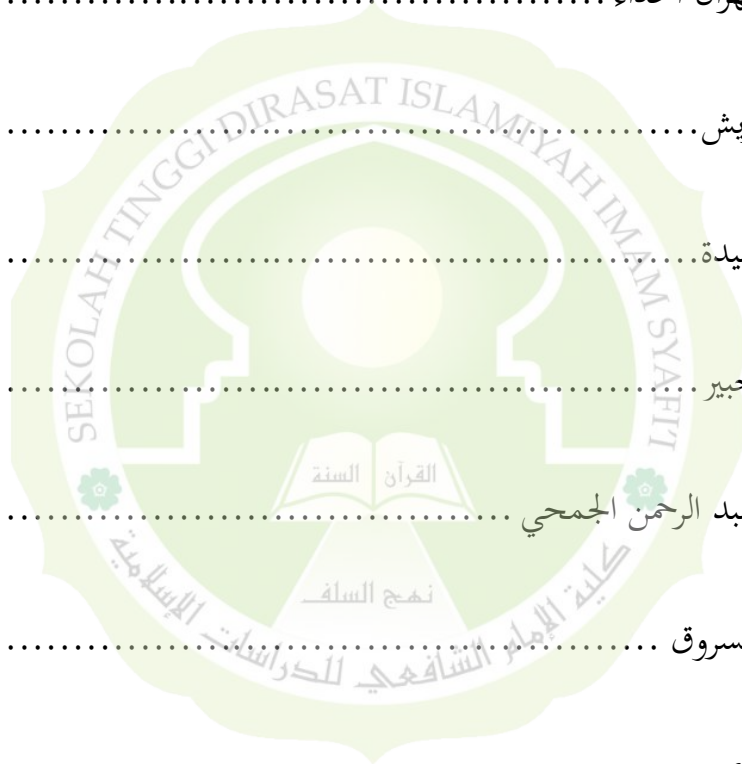 يش
يدة
حبير
بد الرحمن الجمحي
سروق
SEKOLAH TINGGI DIRASAT ISLAMIYAH IMAM SYAFI'I
القرآن السنة
نهج السلف
كلية الإمام الشافعي للدراسات الإسلامية